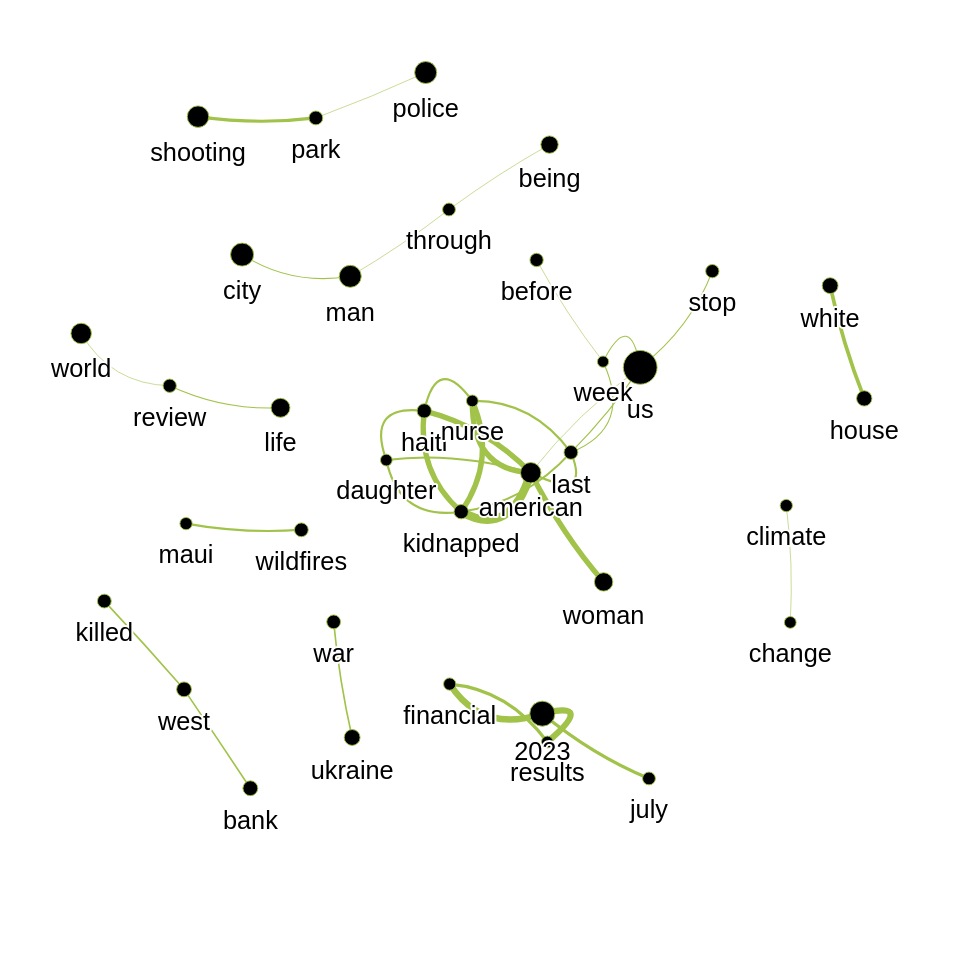 police
shooting
park
being
through
city
before
man
stop
white
world
week
us
review
house
life
haiti
nurse
daughter
last
american
climate
kidnapped
maui
wildfires
woman
killed
war
change
financial
west
2023
ukraine
results
july
bank